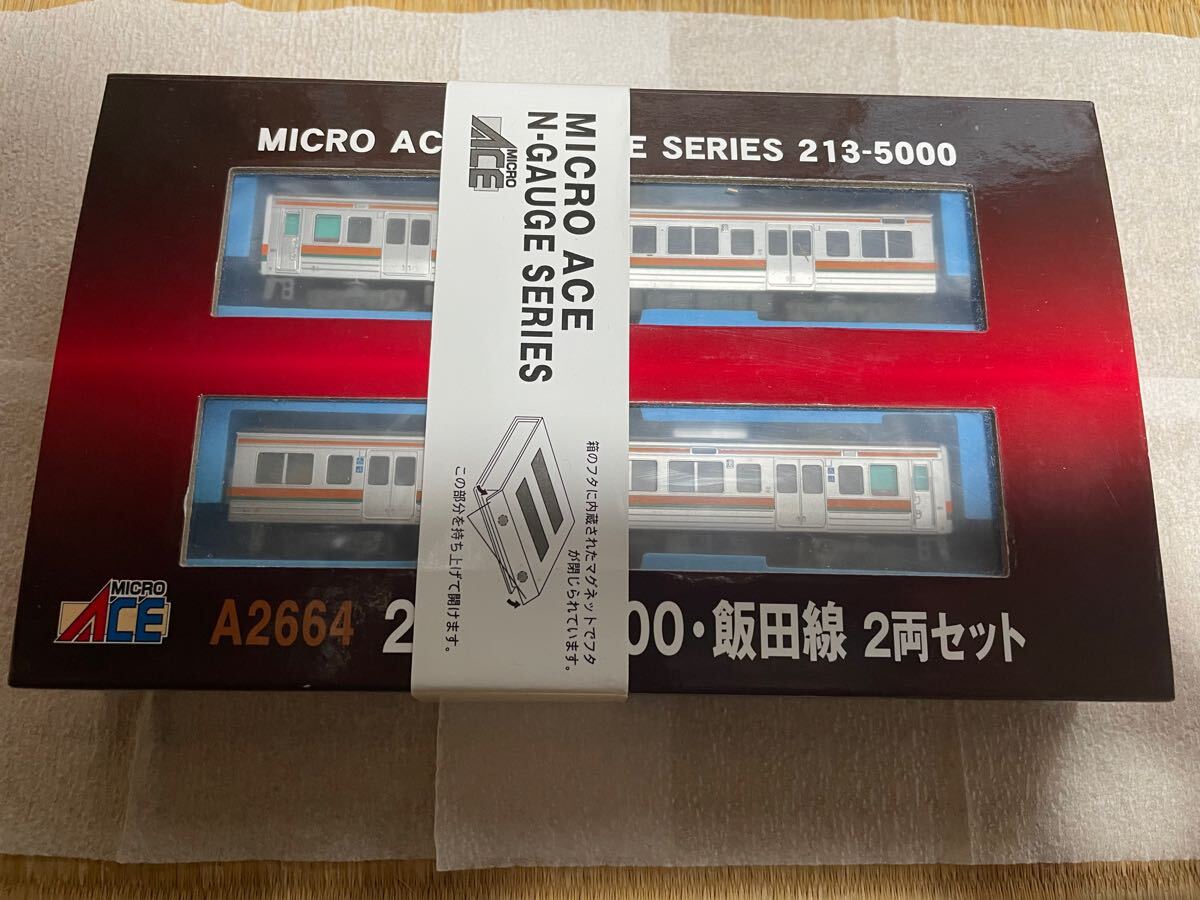 MICRO AC E SERIES 213-5000
MICRO ACE
N-GAUGE SERIES
MICRO
ACE
箱のフタに内蔵されたマグネットでフタ
が閉じられています。
この部分を持ち上げて開けます。
MICRO
ACE
A2664 2 00・飯田線 2両セット